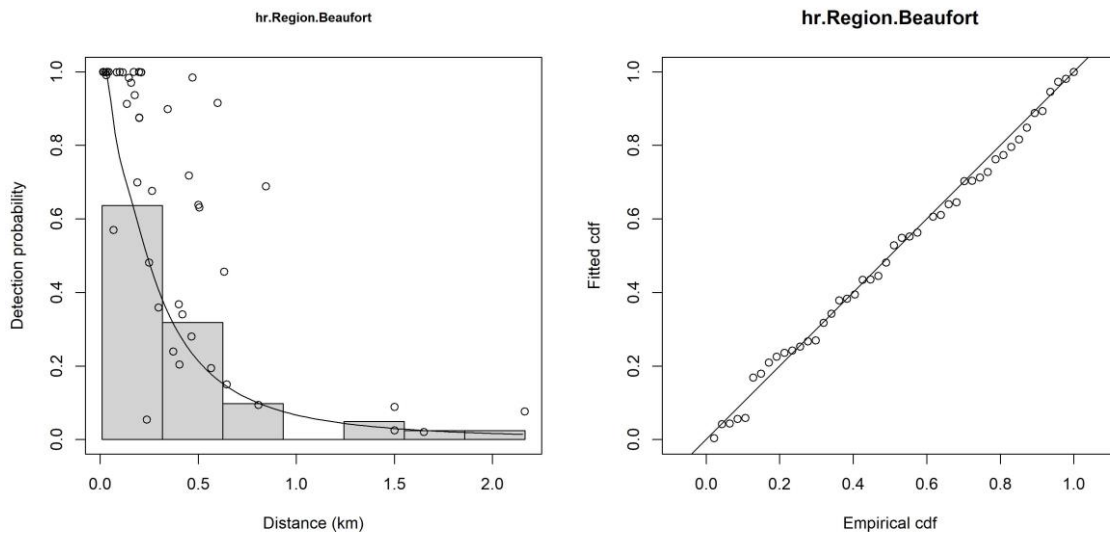 hr.Region.Beaufort
Detection probability
1.0
0.8
0.6
0.4
0.2
0.0
0.0 0.5 1.0 1.5 2.0
Distance (km)
hr.Region.Beaufort
Fitted cdf
1.0
0.8
0.6
0.4
0.2
0.0
0.0 0.2 0.4 0.6 0.8 1.0
Empirical cdf